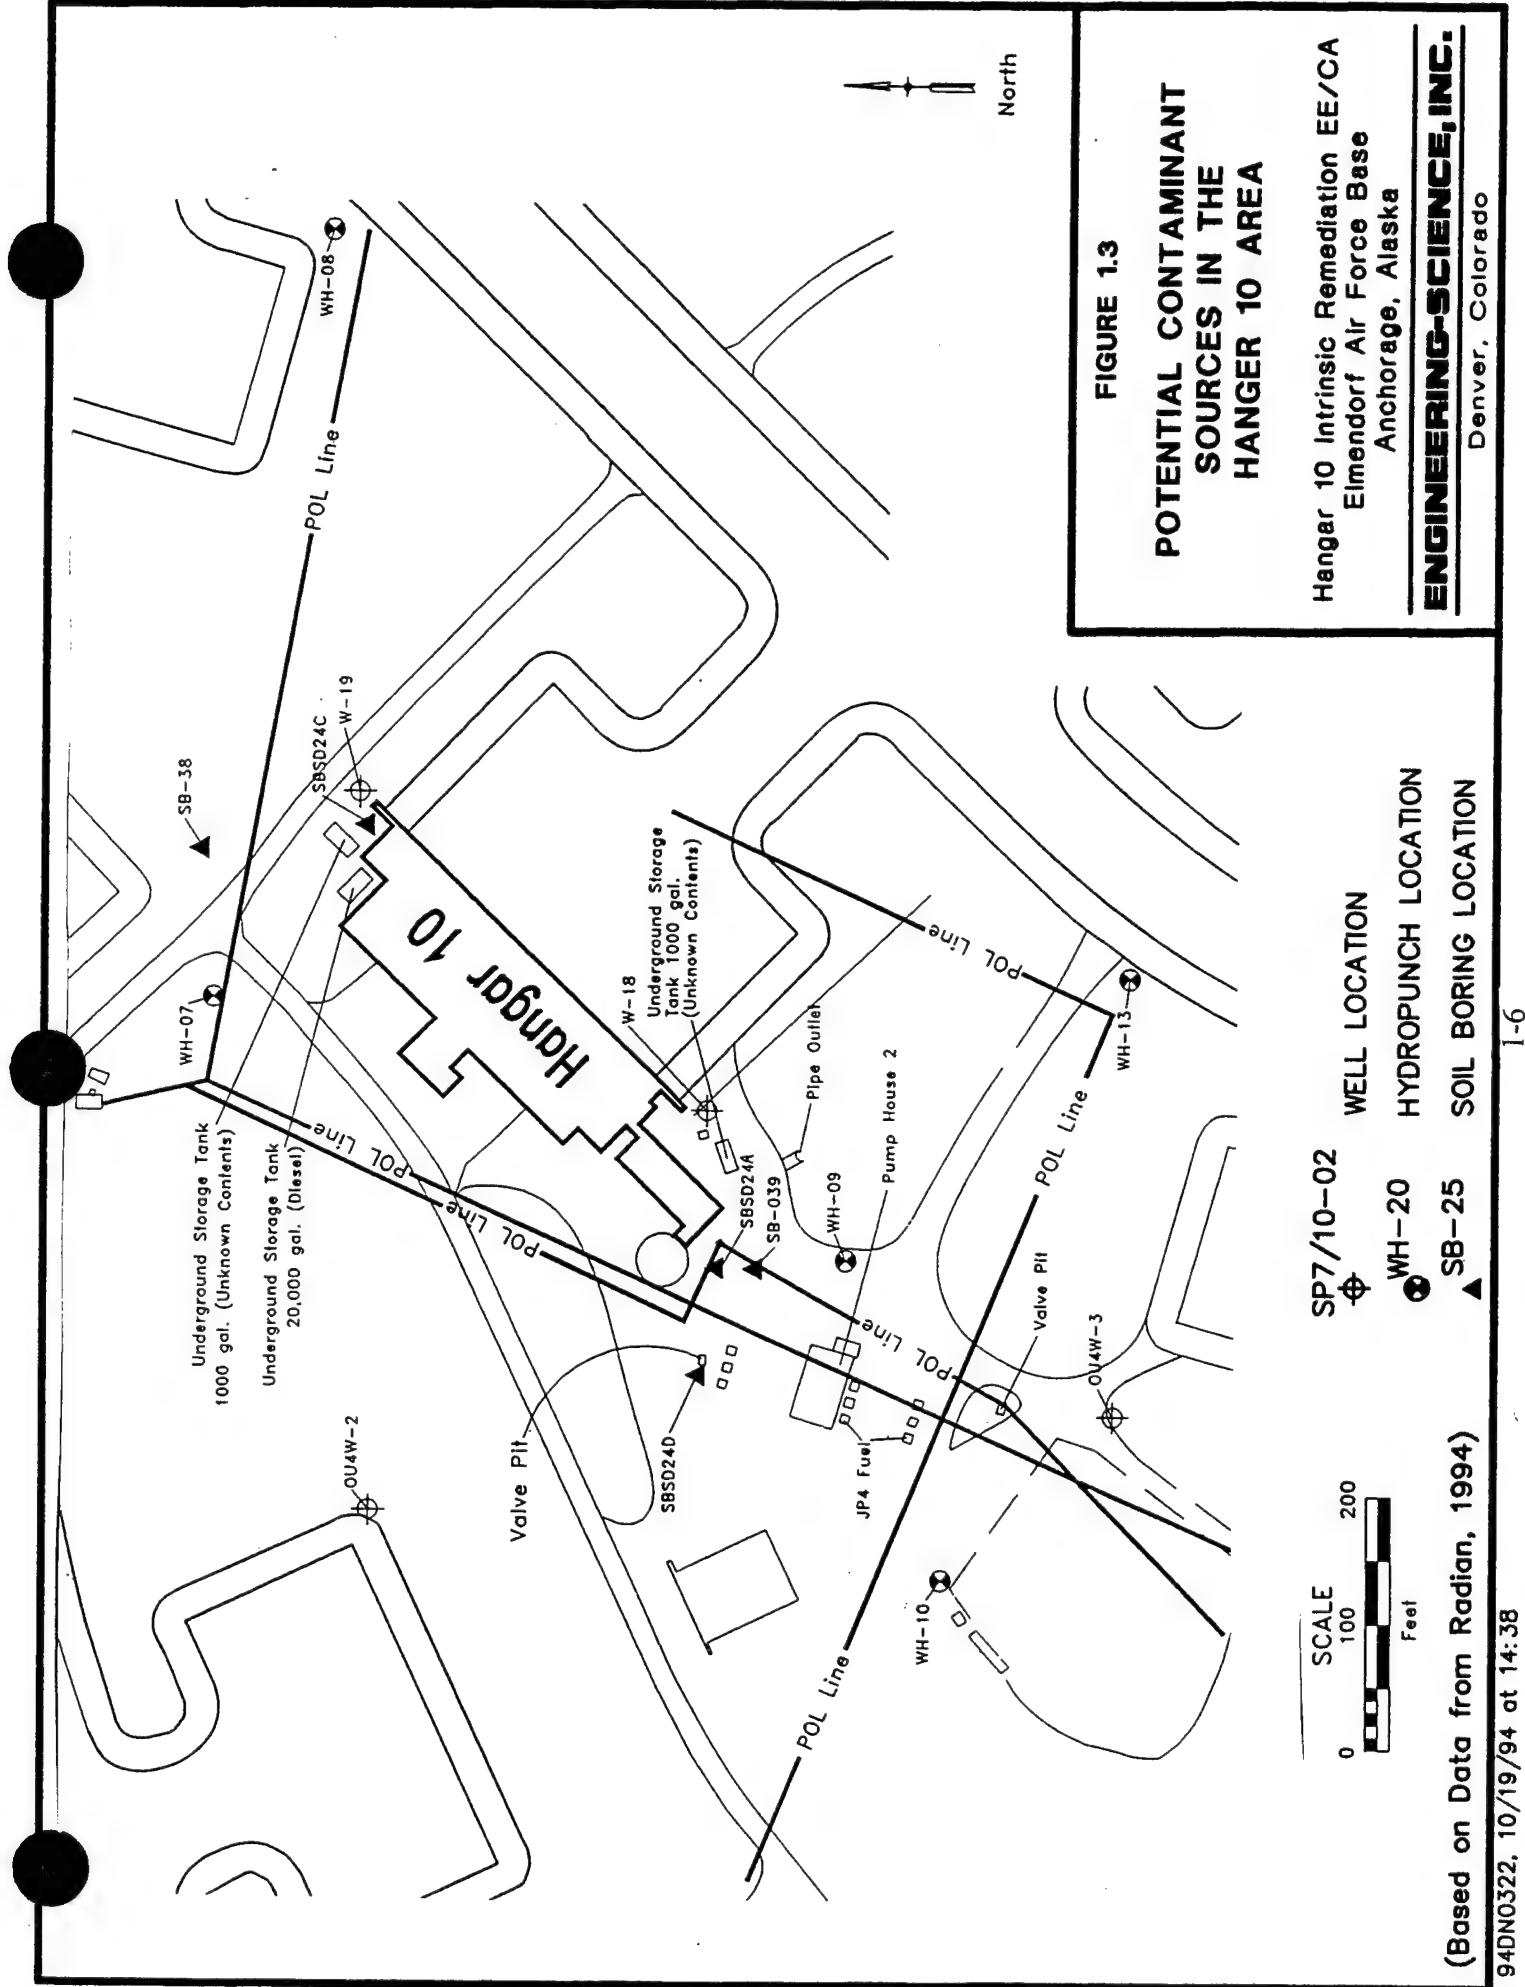 WH-08
POL Line
SB-38
SBSD24C
W-19
WH-07
Underground Storage Tank
1000 gal. (Unknown Contents)
Underground Storage Tank
20,000 gal. (Diesel)
POL Line
POL Line
Hangar 10
W-18
Underground Storage
Tank 1000 gal.
(Unknown Contents)
OU4W-2
Valve Pit
SBSD24D
SBSD24A
SB-039
WH-09
Pipe Outlet
Pump House 2
POL Line
POL Line
POL Line
WH-13
JP4 Fuel
Valve Pit
OU4W-3
POL Line
WH-10
North
SCALE
0 100 200
Feet
SP7/10-02 WELL LOCATION
WH-20 HYDROPUNCH LOCATION
SB-25 SOIL BORING LOCATION
(Based on Data from Radian, 1994)
FIGURE 1.3
POTENTIAL CONTAMINANT
SOURCES IN THE
HANGER 10 AREA
Hangar 10 Intrinsic Remediation EE/CA
Elmendorf Air Force Base
Anchorage, Alaska
ENGINEERING-SCIENCE, INC.
Denver, Colorado
94DN0322, 10/19/94 at 14:38
1-6